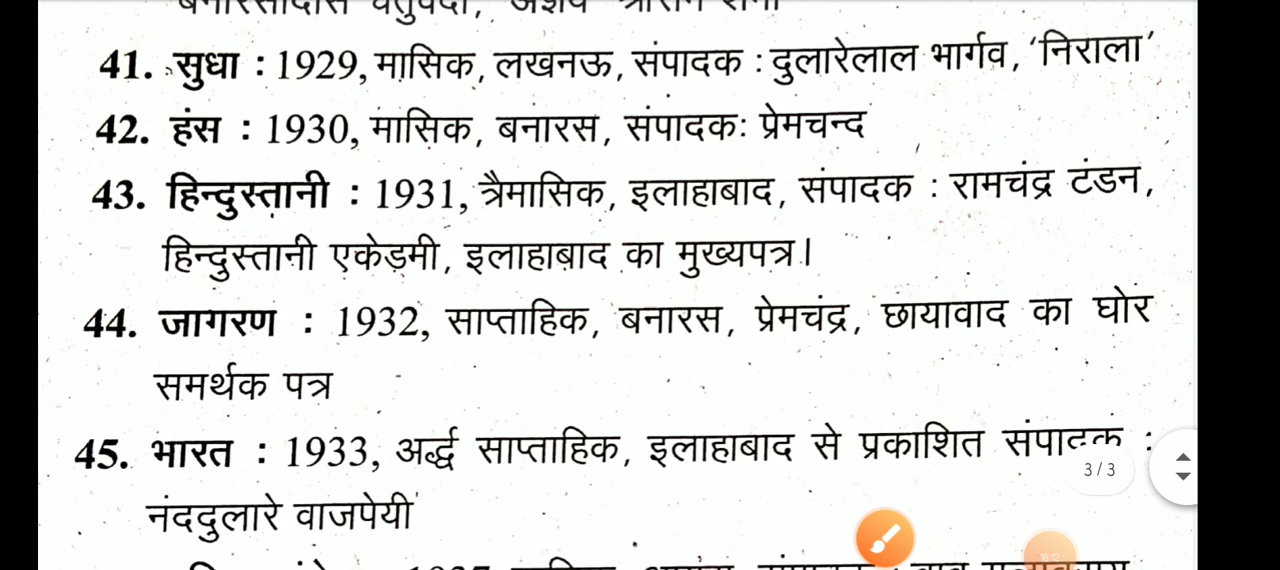 41. सुधा : 1929, मासिक, लखनऊ, संपादक : दुलारेलाल भार्गव, ‘निराला’
42. हंस : 1930, मासिक, बनारस, संपादकः प्रेमचन्द
43. हिन्दुस्तानी : 1931, त्रैमासिक, इलाहाबाद, संपादक : रामचंद्र टंडन,
हिन्दुस्तानी एकेडमी, इलाहाबाद का मुख्यपत्र।
44. जागरण : 1932, साप्ताहिक, बनारस, प्रेमचंद्र, छायावाद का घोर
समर्थक पत्र
45. भारत : 1933, अर्द्ध साप्ताहिक, इलाहाबाद से प्रकाशित संपादक :
3/3
नंददुलारे वाजपेयी